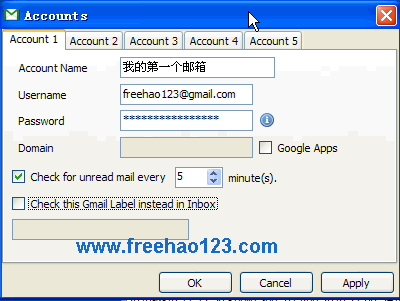 Accounts
Account 1 Account 2 Account 3 Account 4 Account 5
Account Name 我的第一个邮箱
Username freehao123@gmail.com
Password ****************
Domain Google Apps
Check for unread mail every 5 minute(s).
Check this Gmail Label instead in Inbox
www.freehao123.com
OK Cancel Apply